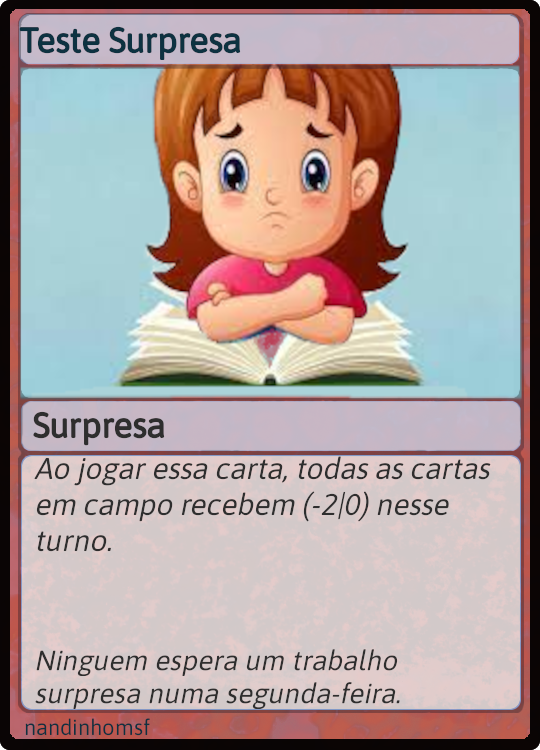 Teste Surpresa
Surpresa
Ao jogar essa carta, todas as cartas
em campo recebem (-2|0) nesse
turno.
Ninguem espera um trabalho
surpresa numa segunda-feira.
nandinhomsf